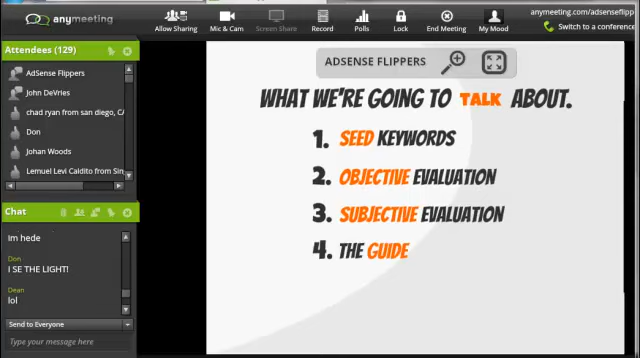 anymeeting
Allow Sharing
Mic & Cam
Screen Share
Record
Polls
Lock
End Meeting
My Mood
anymeeting.com/adsenseflipp
Switch to a conference
Attendees (129)
AdSense Flippers
John DeVries
chad ryan from san diego, CA
Don
Johan Woods
Lemuel Levi Caldito from Sin
Chat
Im hede
Don
I SE THE LIGHT!
Dean
lol
Send to Everyone
Type your message here
ADSENSE FLIPPERS
WHAT WE'RE GOING TO TALK ABOUT.
1. SEED KEYWORDS
2. OBJECTIVE EVALUATION
3. SUBJECTIVE EVALUATION
4. THE GUIDE